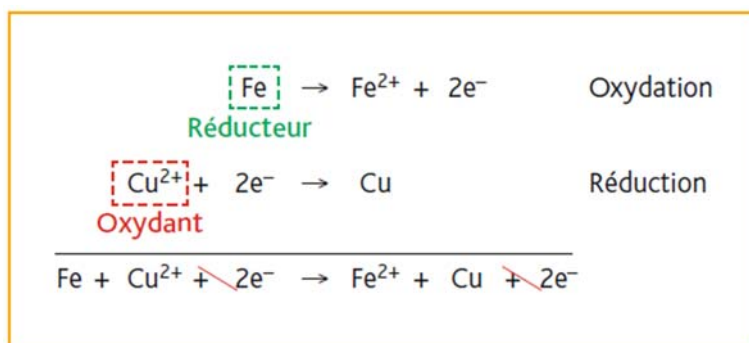 Fe → Fe²⁺ + 2e⁻ Oxydation
Réducteur
Cu²⁺ + 2e⁻ → Cu Réduction
Oxydant
Fe + Cu²⁺ + 2e⁻ → Fe²⁺ + Cu + 2e⁻